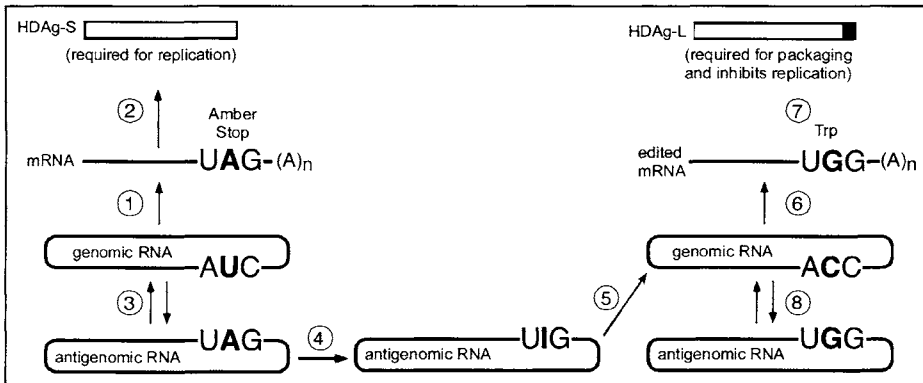 HDAg-S
(required for replication)
②
Amber
Stop
mRNA
UAG-(A)n
①
genomic RNA
AUC
③
antigenomic RNA
UAG
④
antigenomic RNA
UIG
⑤
HDAg-L
(required for packaging
and inhibits replication)
⑦
Trp
edited
mRNA
UGG-(A)n
⑥
genomic RNA
ACC
⑧
antigenomic RNA
UGG